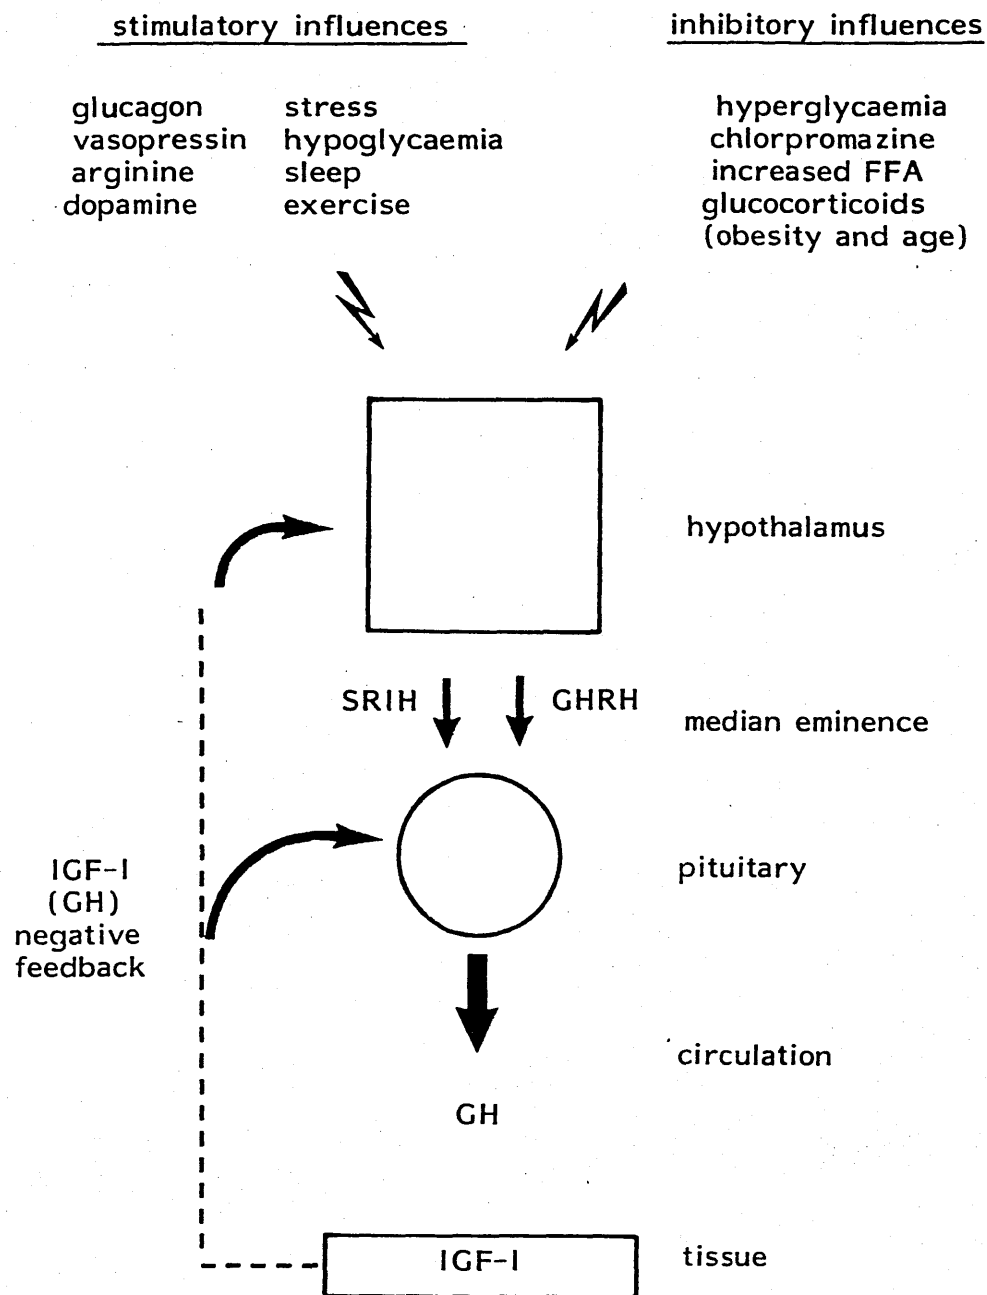 stimulatory influences
inhibitory influences
glucagon stress
vasopressin hypoglycaemia
arginine sleep
dopamine exercise
hyperglycaemia
chlorpromazine
increased FFA
glucocorticoids
(obesity and age)
hypothalamus
SRIH GHRH
median eminence
pituitary
IGF-I
(GH)
negative
feedback
circulation
GH
IGF-I
tissue